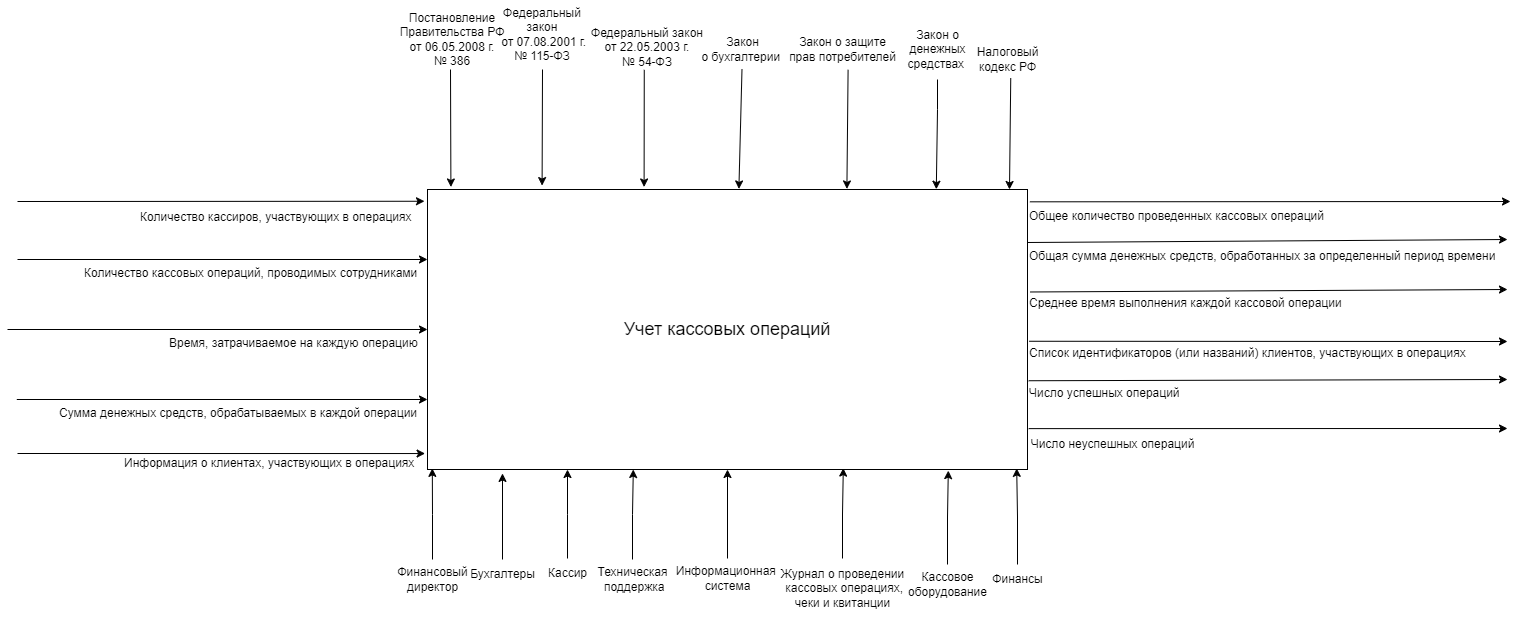 Постановление
Правительства РФ
от 06.05.2008 г.
№ 386
Федеральный
закон
от 07.08.2001 г.
№ 115-ФЗ
Федеральный закон
от 22.05.2003 г.
№ 54-ФЗ
Закон
о бухгалтерии
Закон о защите
прав потребителей
Закон о
денежных
средствах
Налоговый
кодекс РФ
Количество кассиров, участвующих в операциях
Количество кассовых операций, проводимых сотрудниками
Время, затрачиваемое на каждую операцию
Сумма денежных средств, обрабатываемых в каждой операции
Информация о клиентах, участвующих в операциях
Учет кассовых операций
Общее количество проведенных кассовых операций
Общая сумма денежных средств, обработанных за определенный период времени
Среднее время выполнения каждой кассовой операции
Список идентификаторов (или названий) клиентов, участвующих в операциях
Число успешных операций
Число неуспешных операций
Финансовый
директор
Бухгалтеры
Кассир
Техническая
поддержка
Информационная
система
Журнал о проведении
кассовых операциях,
чеки и квитанции
Кассовое
оборудование
Финансы